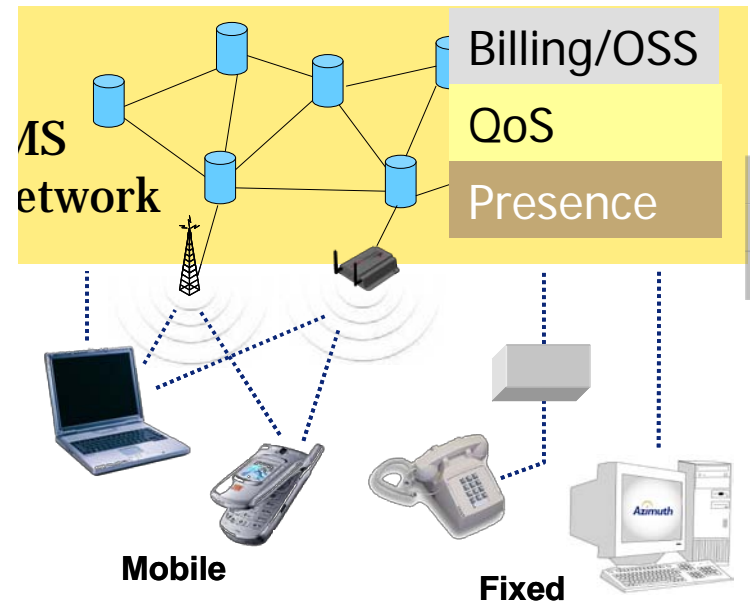 Billing/OSS
QoS
MS
etwork
Presence
Azimuth
Mobile
Fixed